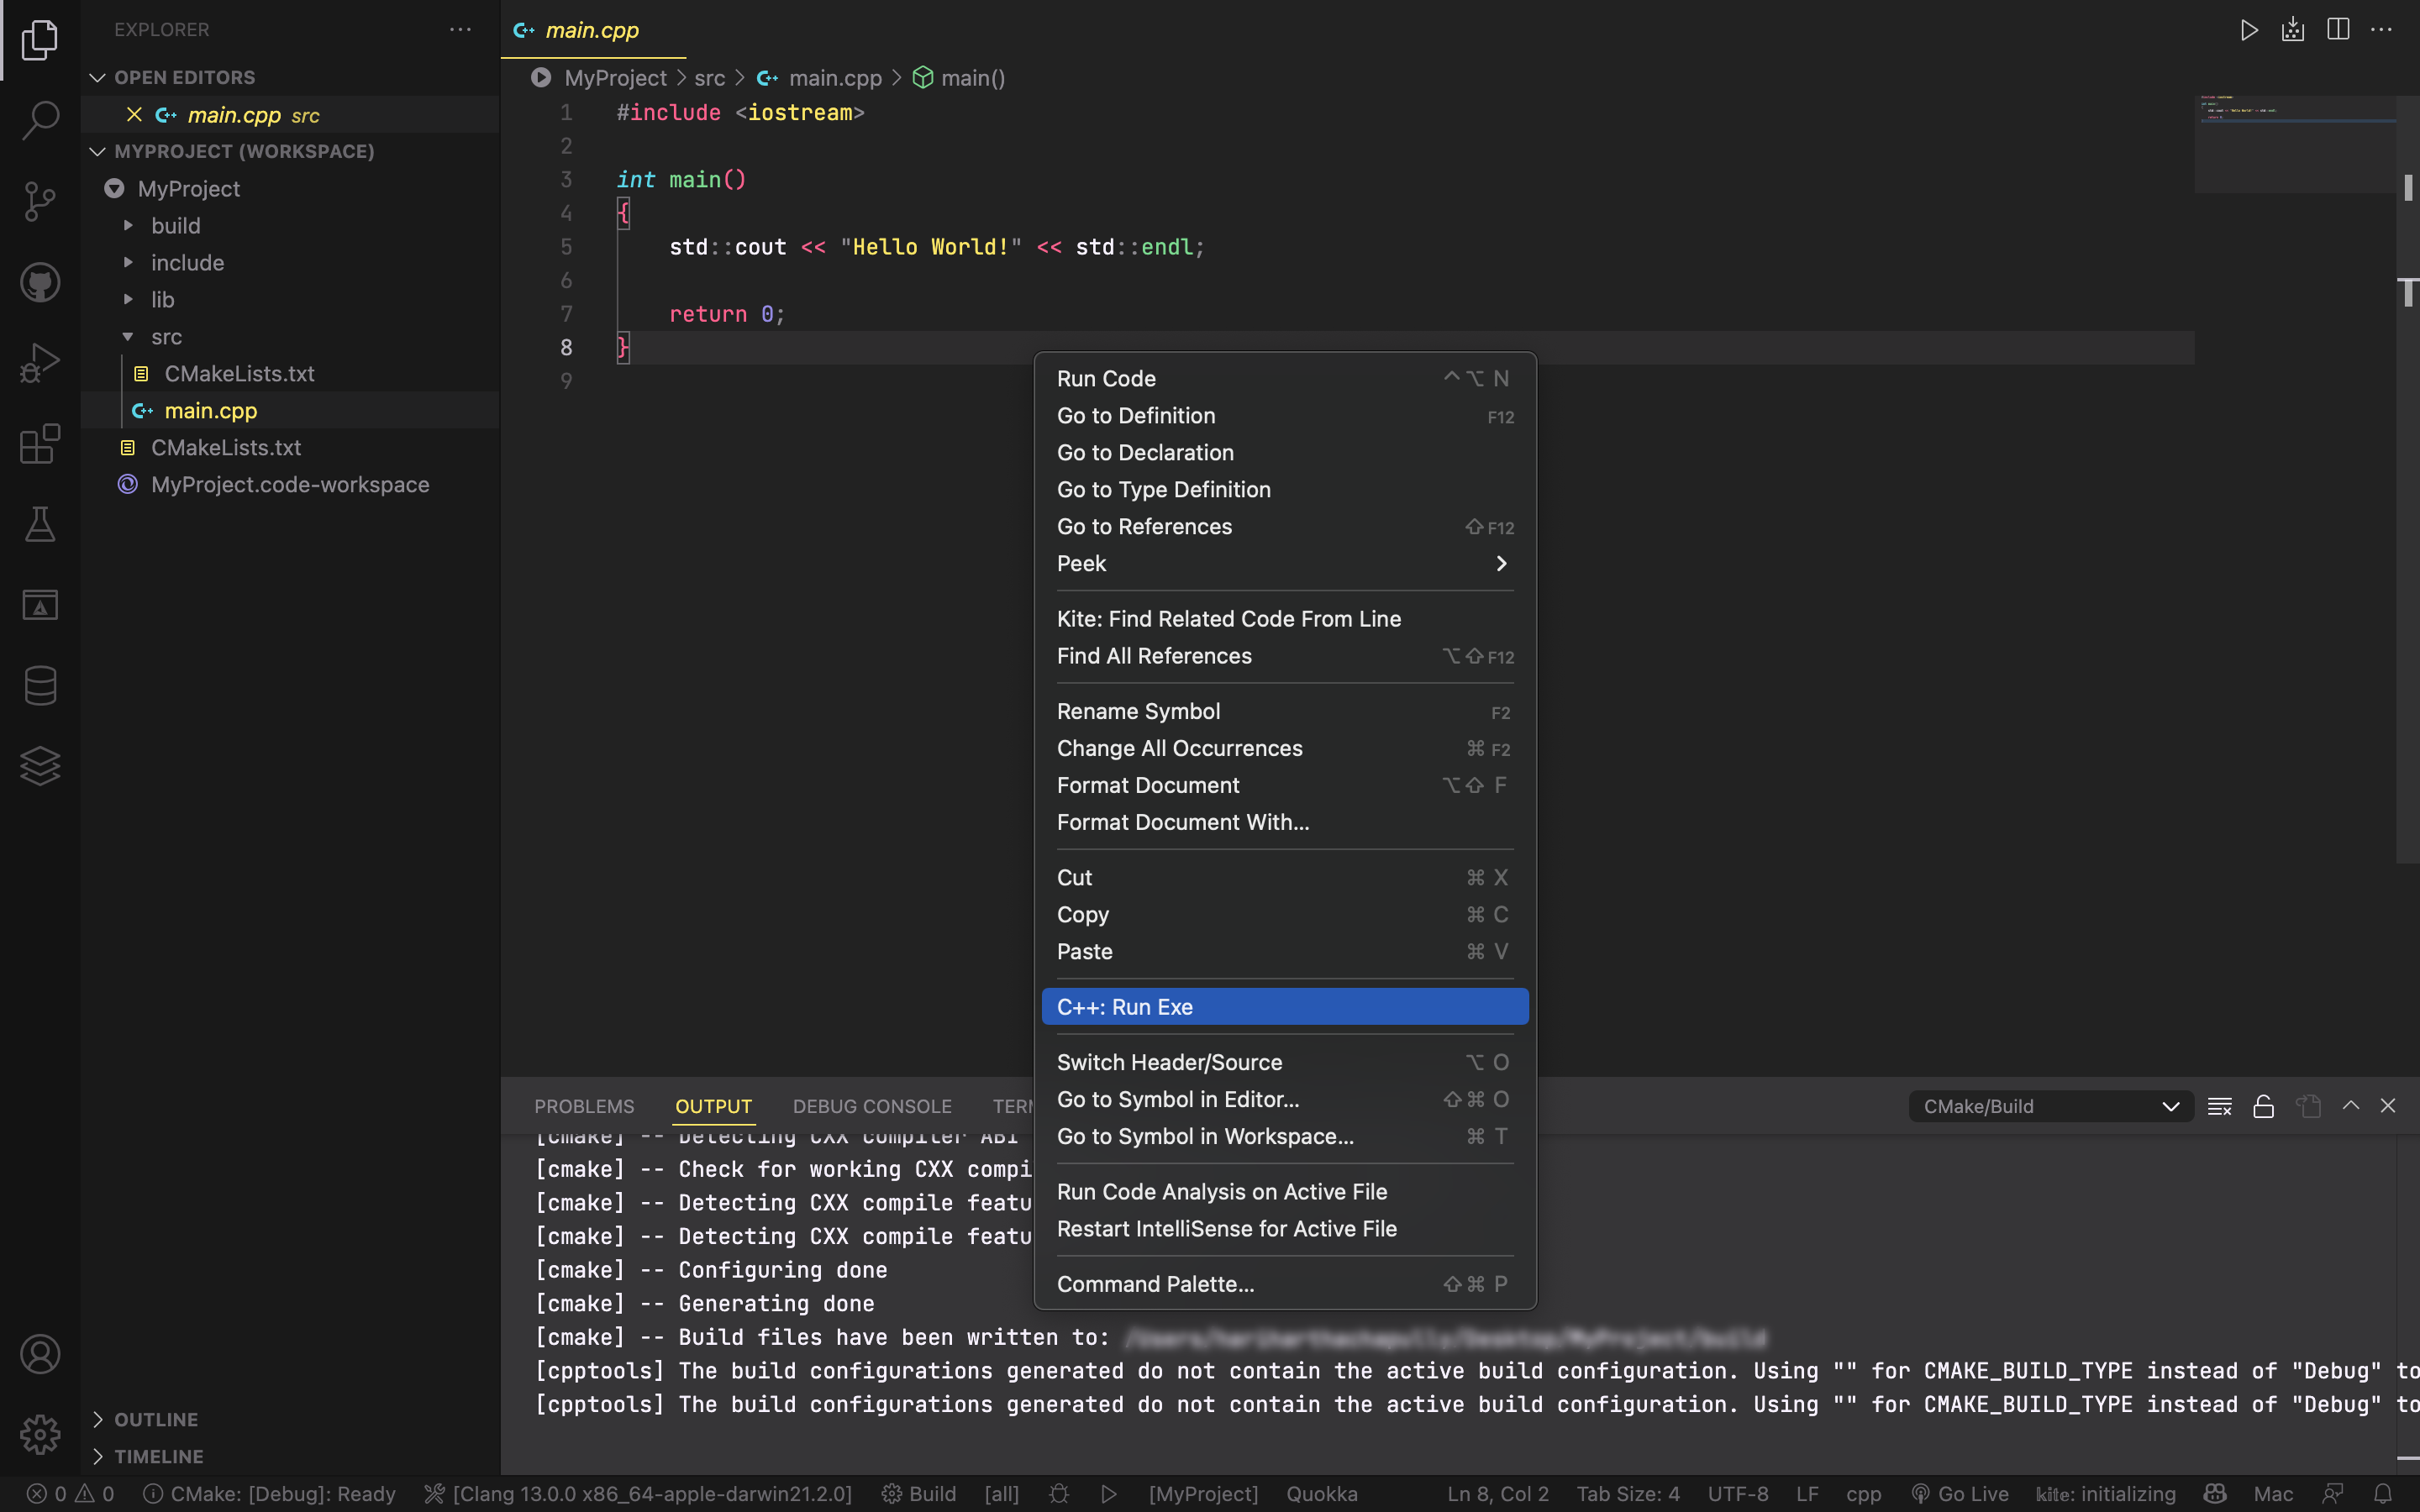 EXPLORER
OPEN EDITORS
main.cpp src
MYPROJECT (WORKSPACE)
MyProject
build
include
lib
src
CMakeLists.txt
main.cpp
CMakeLists.txt
MyProject.code-workspace
OUTLINE
TIMELINE
main.cpp
MyProject > src > main.cpp > main()
1 #include <iostream>
2
3 int main()
4 {
5 std::cout << "Hello World!" << std::endl;
6
7 return 0;
8 }
9
Run Code ^⌥ N
Go to Definition F12
Go to Declaration
Go to Type Definition
Go to References ⇧F12
Peek
Kite: Find Related Code From Line
Find All References ⌥⇧F12
Rename Symbol F2
Change All Occurrences ⌘ F2
Format Document ⌥⇧ F
Format Document With...
Cut ⌘ X
Copy ⌘ C
Paste ⌘ V
C++: Run Exe
Switch Header/Source ⌥ O
Go to Symbol in Editor... ⇧⌘ O
Go to Symbol in Workspace... ⌘ T
Run Code Analysis on Active File
Restart IntelliSense for Active File
Command Palette... ⇧⌘ P
PROBLEMS OUTPUT DEBUG CONSOLE TERM
CMake/Build
[cmake] -- Detecting CXX compiler ABI
[cmake] -- Check for working CXX compi
[cmake] -- Detecting CXX compile featu
[cmake] -- Detecting CXX compile featu
[cmake] -- Configuring done
[cmake] -- Generating done
[cmake] -- Build files have been written to:
[cpptools] The build configurations generated do not contain the active build configuration. Using "" for CMAKE_BUILD_TYPE instead of "Debug" to
[cpptools] The build configurations generated do not contain the active build configuration. Using "" for CMAKE_BUILD_TYPE instead of "Debug" to
0 0 CMake: [Debug]: Ready [Clang 13.0.0 x86_64-apple-darwin21.2.0] Build [all] [MyProject] Quokka Ln 8, Col 2 Tab Size: 4 UTF-8 LF cpp Go Live kite: initializing Mac